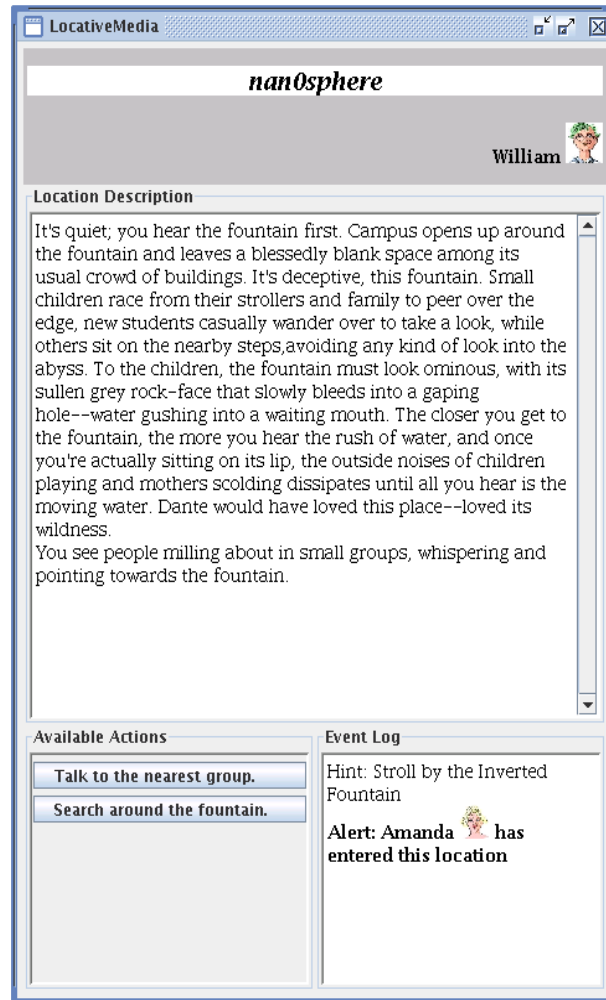 LocativeMedia
nan0sphere
William
Location Description
It's quiet; you hear the fountain first. Campus opens up around
the fountain and leaves a blessedly blank space among its
usual crowd of buildings. It's deceptive, this fountain. Small
children race from their strollers and family to peer over the
edge, new students casually wander over to take a look, while
others sit on the nearby steps,avoiding any kind of look into the
abyss. To the children, the fountain must look ominous, with its
sullen grey rock-face that slowly bleeds into a gaping
hole--water gushing into a waiting mouth. The closer you get to
the fountain, the more you hear the rush of water, and once
you're actually sitting on its lip, the outside noises of children
playing and mothers scolding dissipates until all you hear is the
moving water. Dante would have loved this place--loved its
wildness.
You see people milling about in small groups, whispering and
pointing towards the fountain.
Available Actions
Talk to the nearest group.
Search around the fountain.
Event Log
Hint: Stroll by the Inverted
Fountain
Alert: Amanda has
entered this location